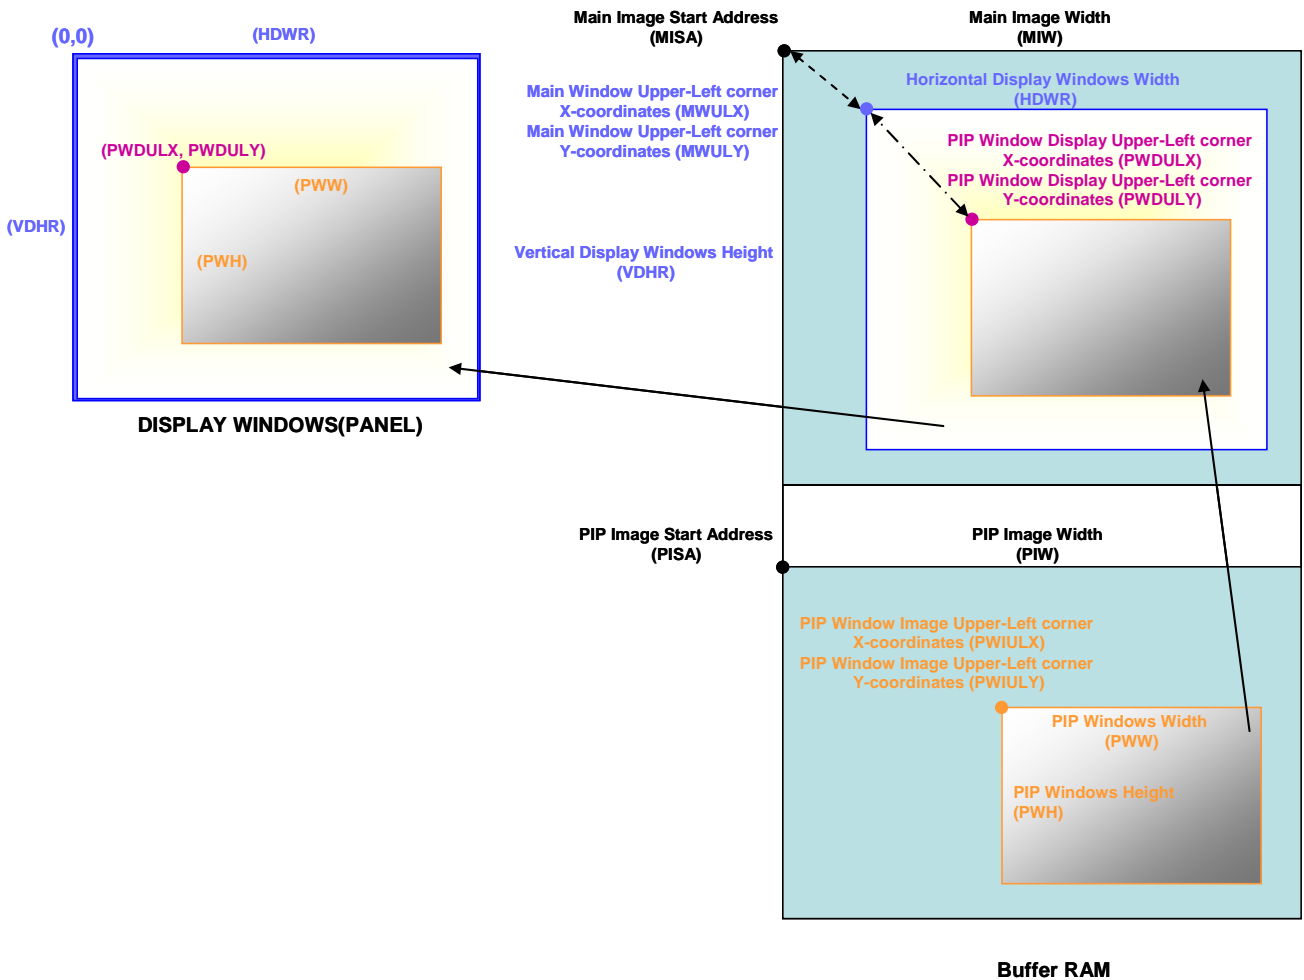 (0,0)
(HDWR)
(PWDULX, PWDULY)
(PWW)
(VDHR)
(PWH)
DISPLAY WINDOWS(PANEL)
Main Image Start Address
(MISA)
Main Image Width
(MIW)
Main Window Upper-Left corner
X-coordinates (MWULX)
Main Window Upper-Left corner
Y-coordinates (MWULY)
Horizontal Display Windows Width
(HDWR)
PIP Window Display Upper-Left corner
X-coordinates (PWDULX)
PIP Window Display Upper-Left corner
Y-coordinates (PWDULY)
Vertical Display Windows Height
(VDHR)
PIP Image Start Address
(PISA)
PIP Image Width
(PIW)
PIP Window Image Upper-Left corner
X-coordinates (PWIULX)
PIP Window Image Upper-Left corner
Y-coordinates (PWIULY)
PIP Windows Width
(PWW)
PIP Windows Height
(PWH)
Buffer RAM